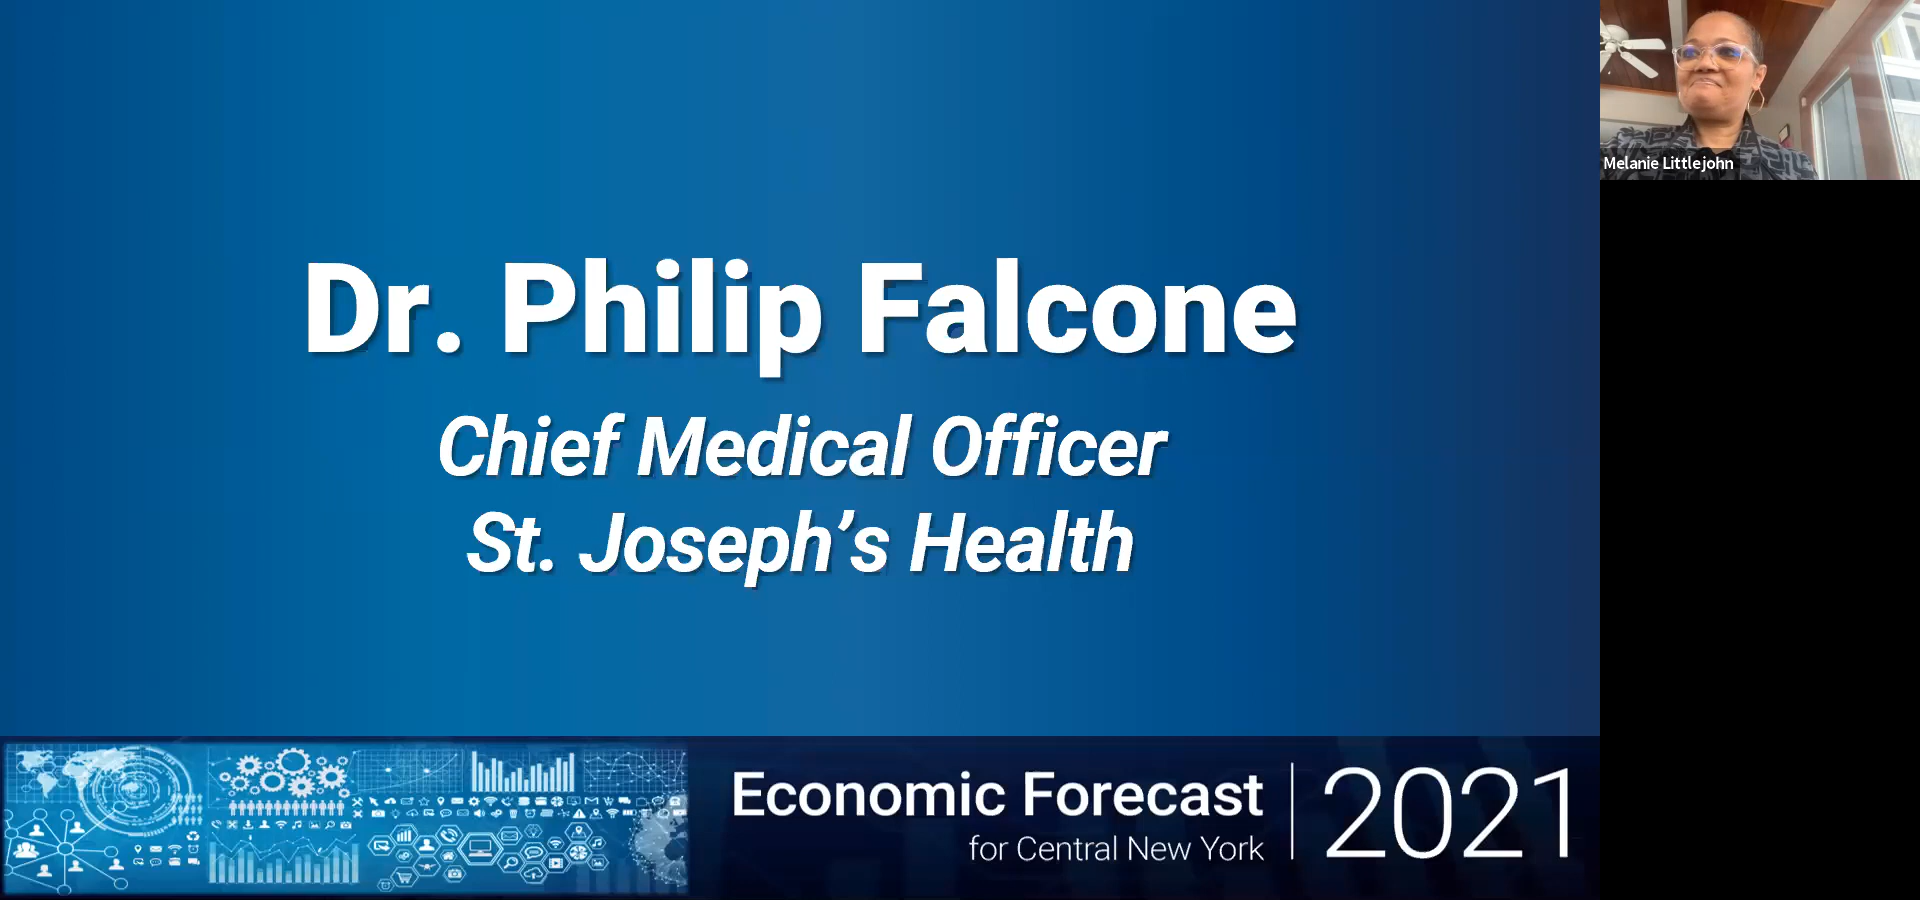 Dr. Philip Falcone
Chief Medical Officer
St. Joseph’s Health
Melanie Littlejohn
Economic Forecast
for Central New York
2021